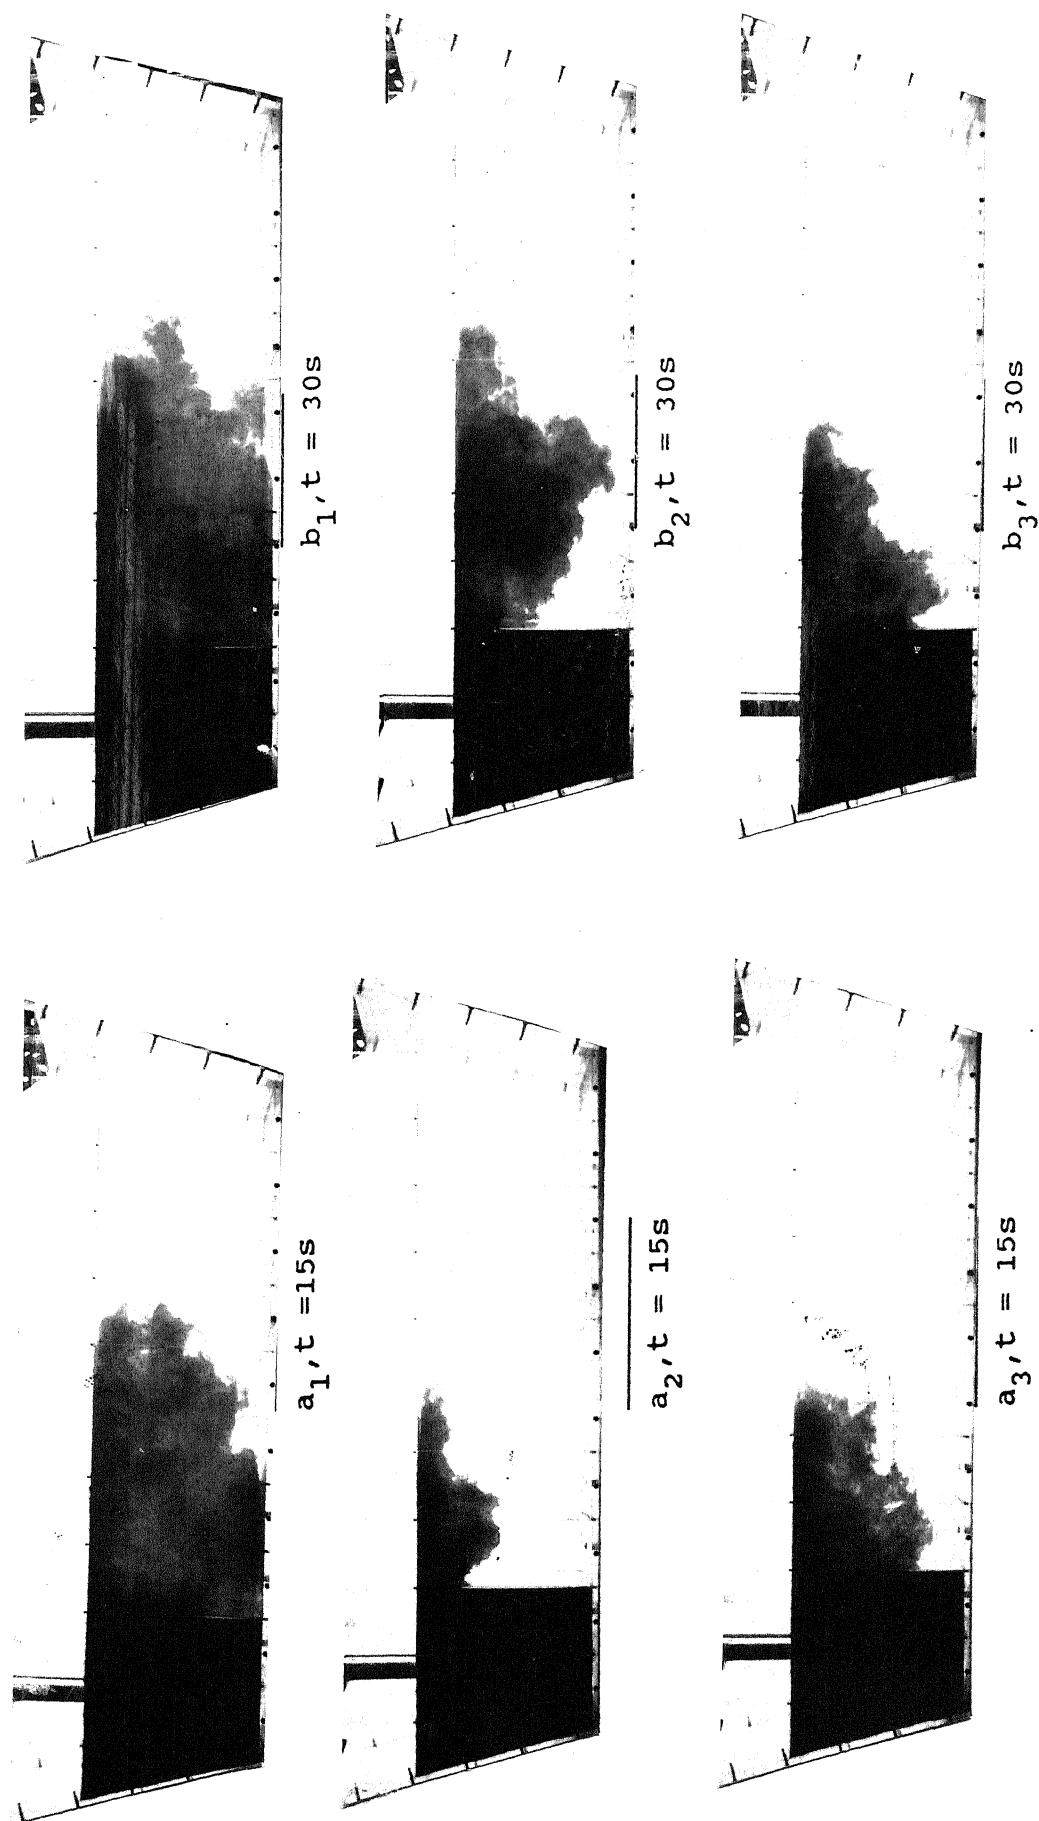 a1,t =15s
b1,t = 30s
a2,t = 15s
b2,t = 30s
a3,t = 15s
b3,t = 30s